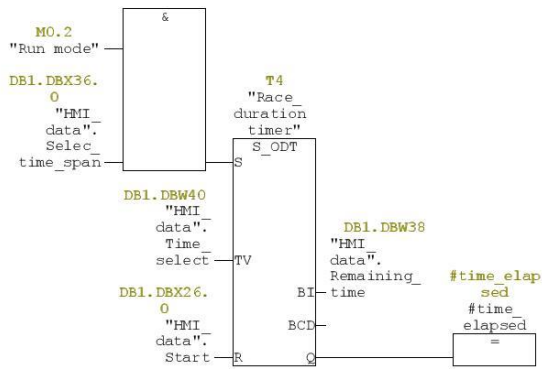 &
M0.2
"Run mode"
DB1.DBX36.
0
"HMI_
data".
Selec_
time_span
T4
"Race_
duration_
timer"
S_ODT
S
DB1.DBW40
"HMI_
data".
Time_
select
TV
DB1.DBW38
"HMI_
data".
Remaining_
time
BI
DB1.DBX26.
0
"HMI_
data".
Start
R
BCD
Q
#time_elap
sed
#time_
elapsed
=